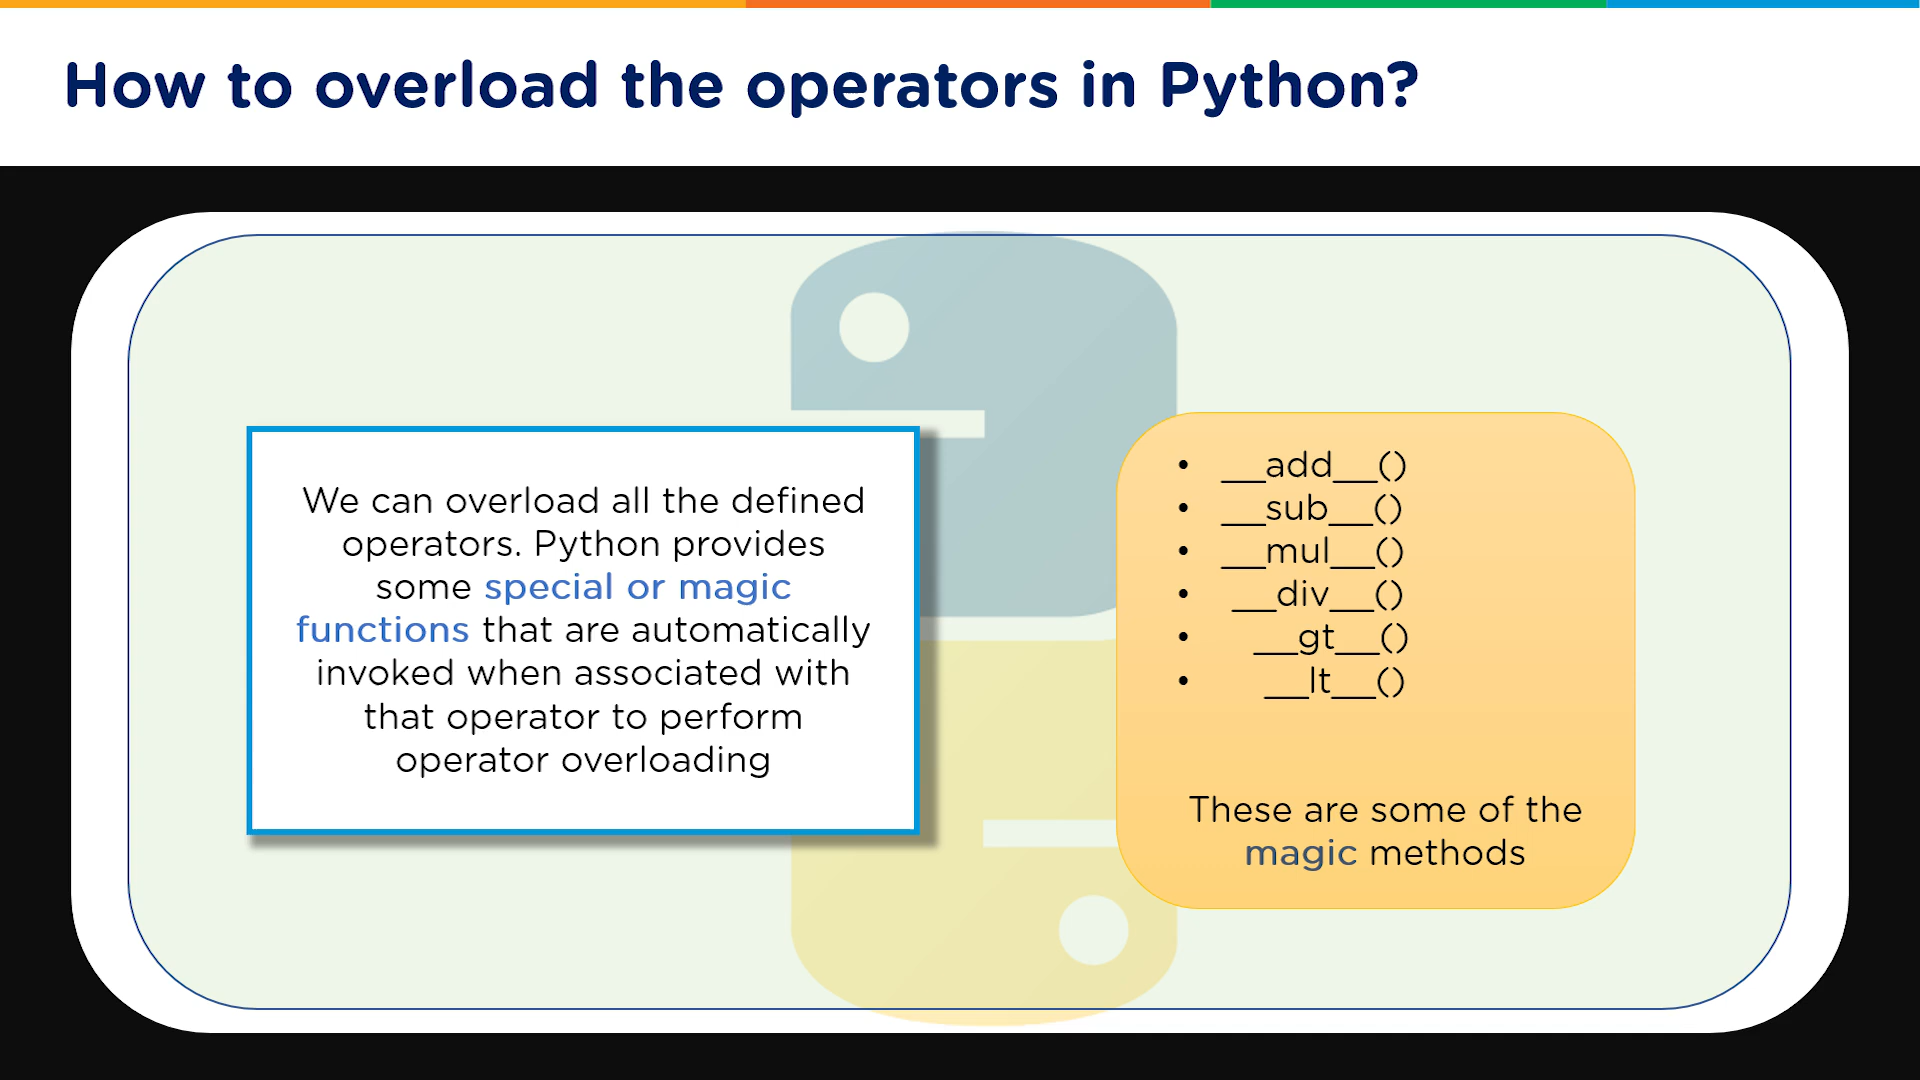 How to overload the operators in Python?
We can overload all the defined
operators. Python provides
some special or magic
functions that are automatically
invoked when associated with
that operator to perform
operator overloading
• __add__()
• __sub__()
• __mul__()
• __div__()
• __gt__()
• __lt__()
These are some of the
magic methods